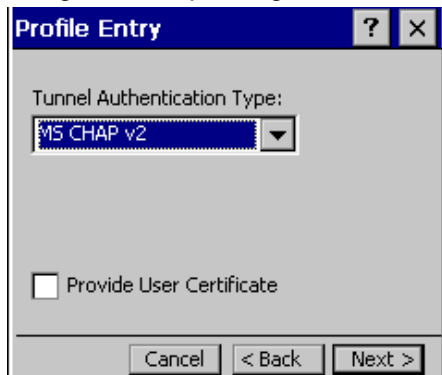 Profile Entry ? ×
Tunnel Authentication Type:
MS CHAP v2
Provide User Certificate
Cancel < Back Next >